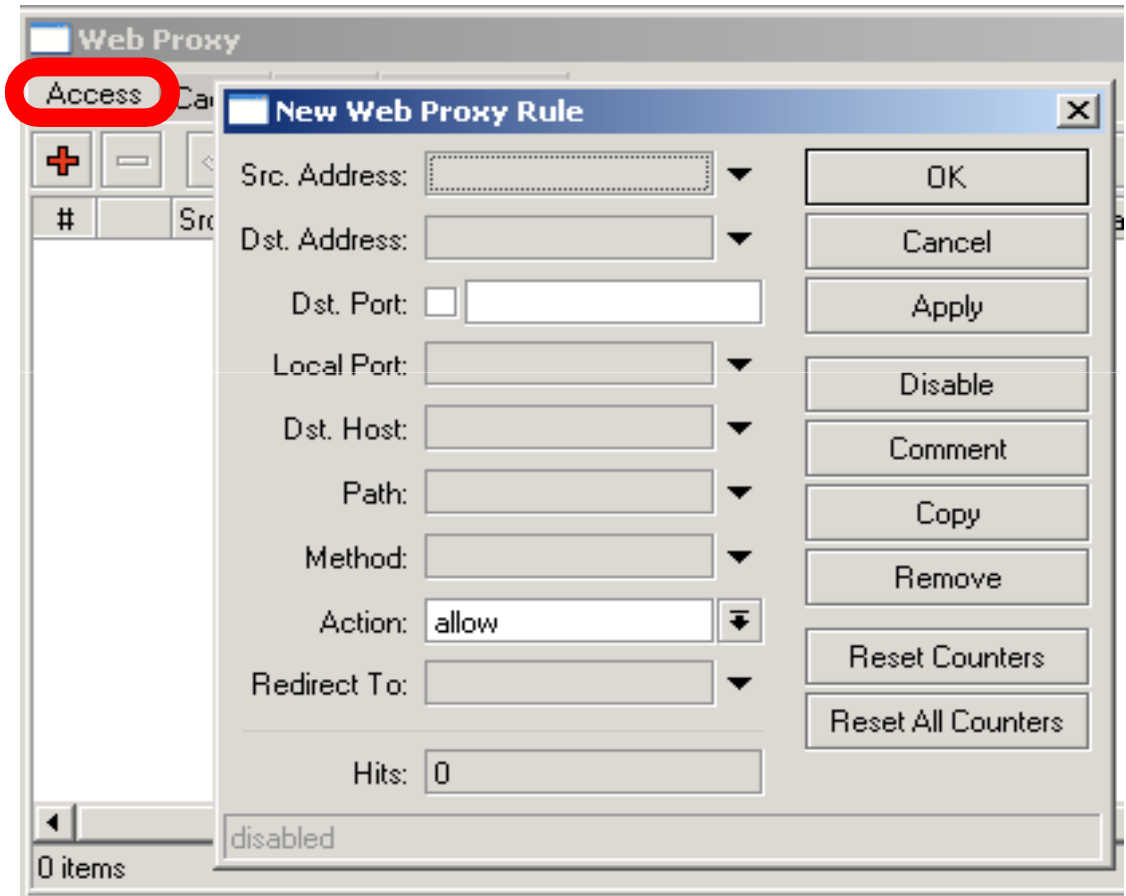 Web Proxy
Access
New Web Proxy Rule
#
Src. Address:
Dst. Address:
Dst. Port:
Local Port:
Dst. Host:
Path:
Method:
Action: allow
Redirect To:
Hits: 0
disabled
OK
Cancel
Apply
Disable
Comment
Copy
Remove
Reset Counters
Reset All Counters
0 items